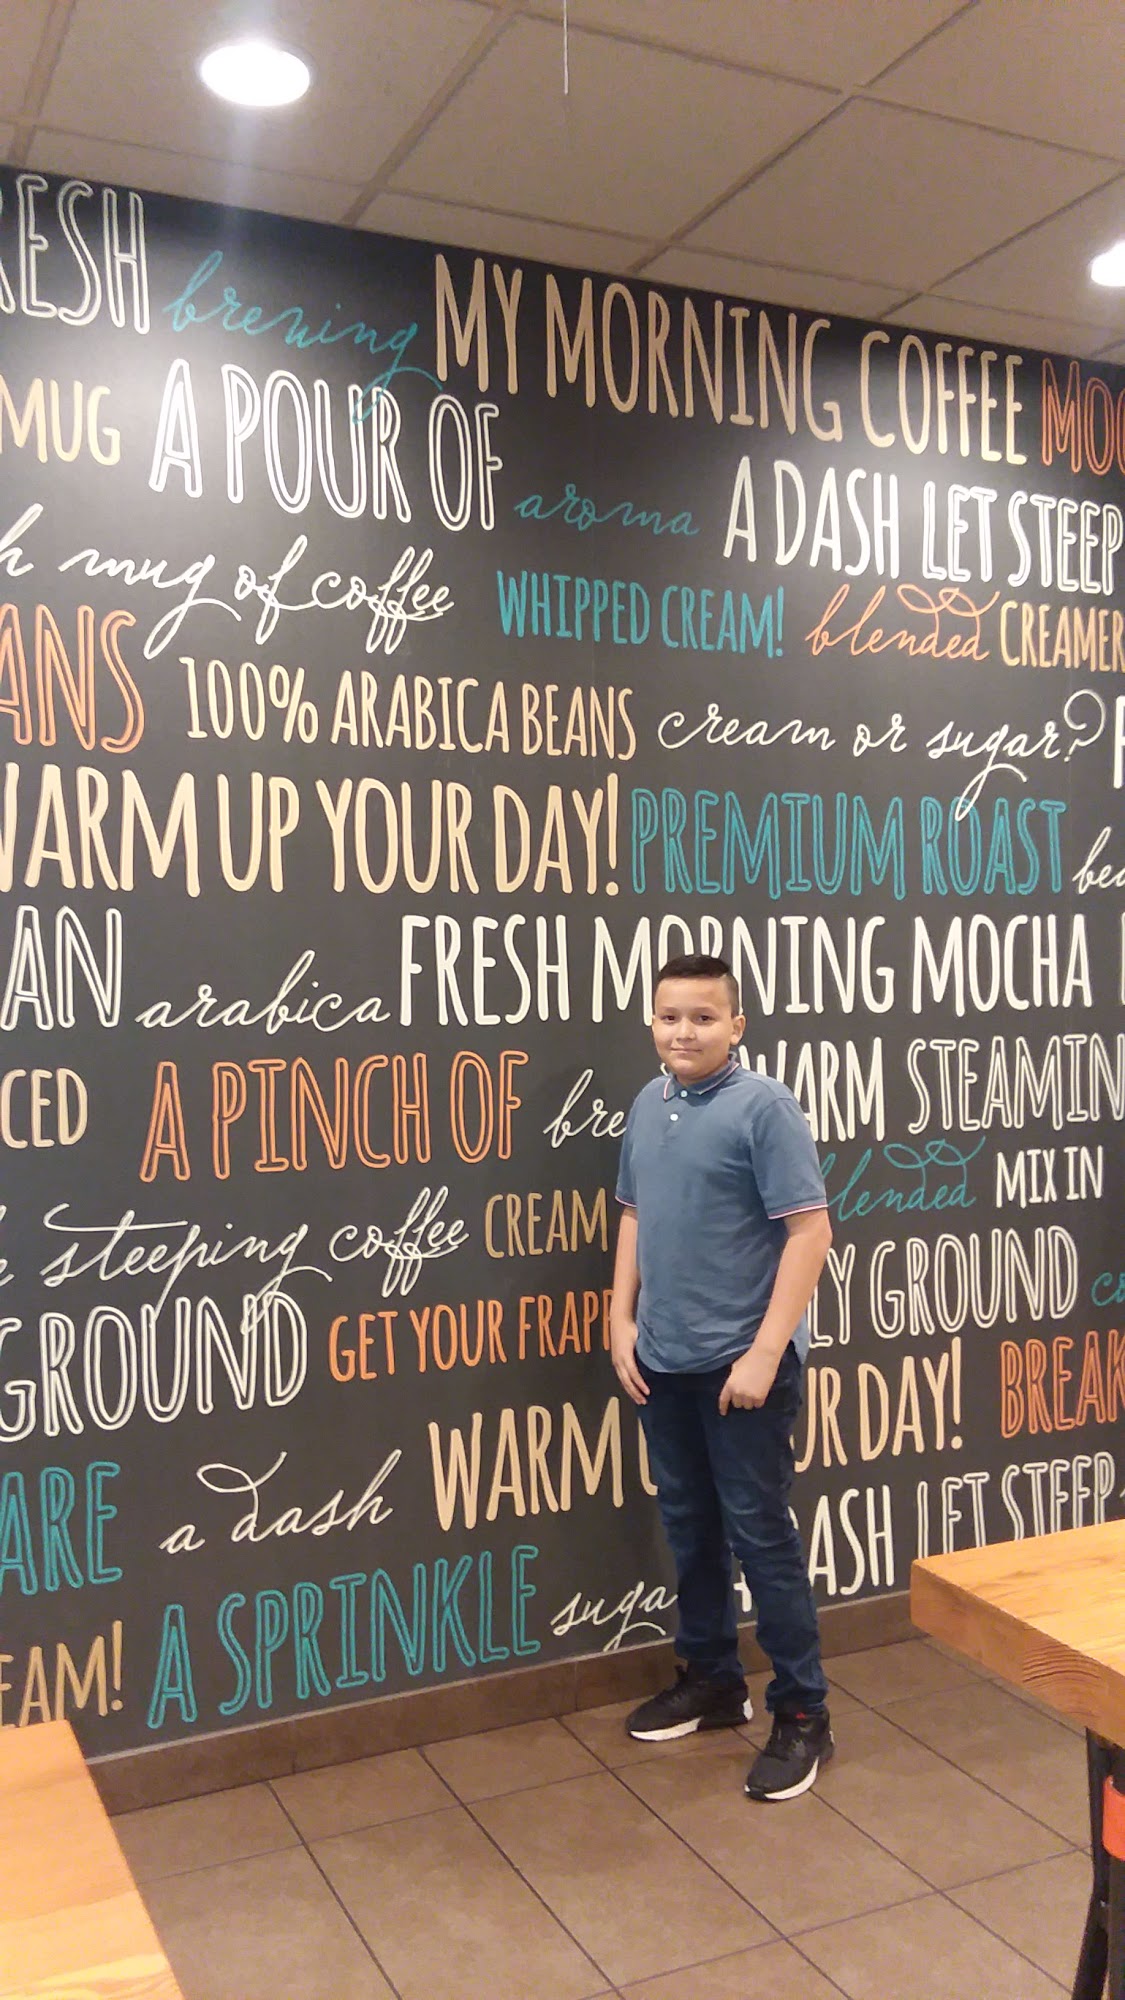 RESH brewing MY MORNING COFFEE MOC
MUG A POUR OF aroma A DASH LET STEEP
h mug of coffee WHIPPED CREAM! blended CREAMER
ANS 100% ARABICA BEANS cream or sugar?
WARM UP YOUR DAY! PREMIUM ROAST bea
AN arabica FRESH MORNING MOCHA
CED A PINCH OF bre WARM STEAMIN
steeping coffee CREAM blended MIX IN
GROUND GET YOUR FRAPP LY GROUND
WARM U UR DAY! BREAK
ARE a dash DASH LET STEEP
EAM! A SPRINKLE suga